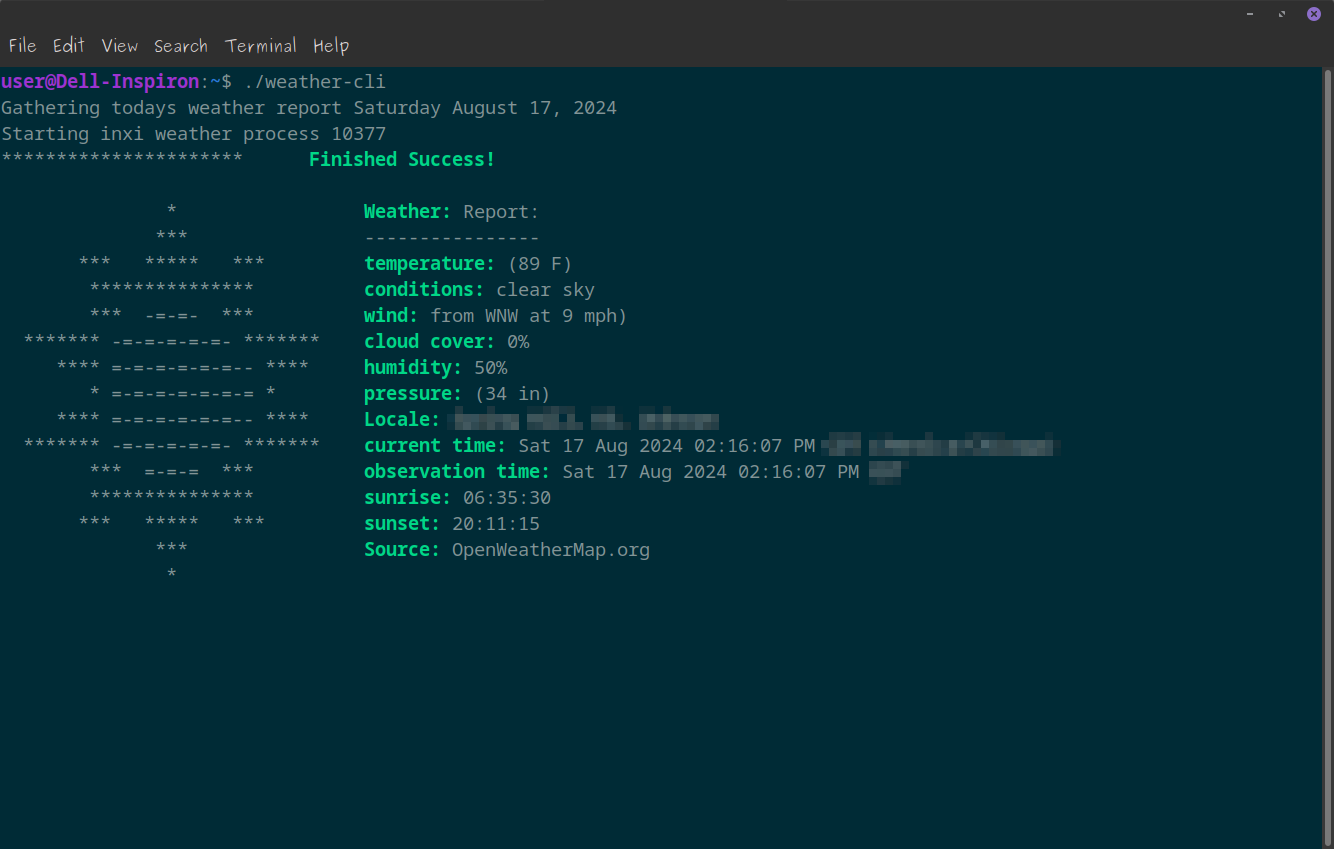 File Edit View Search Terminal Help
user@Dell-Inspiron:~$ ./weather-cli
Gathering todays weather report Saturday August 17, 2024
Starting inxi weather process 10377
**********************      Finished Success!
               *                 Weather: Report:
              ***                ----------------
       ***   *****   ***         temperature: (89 F)
        ***************          conditions: clear sky
        ***  -=-=-  ***          wind: from WNW at 9 mph)
  ******* -=-=-=-=-=- *******    cloud cover: 0%
     **** =-=-=-=-=-=-- ****     humidity: 50%
        * =-=-=-=-=-=-= *        pressure: (34 in)
     **** =-=-=-=-=-=-- ****     Locale:
  ******* -=-=-=-=-=- *******    current time: Sat 17 Aug 2024 02:16:07 PM
        ***  =-=-=  ***          observation time: Sat 17 Aug 2024 02:16:07 PM
        ***************          sunrise: 06:35:30
       ***   *****   ***         sunset: 20:11:15
              ***                Source: OpenWeatherMap.org
               *